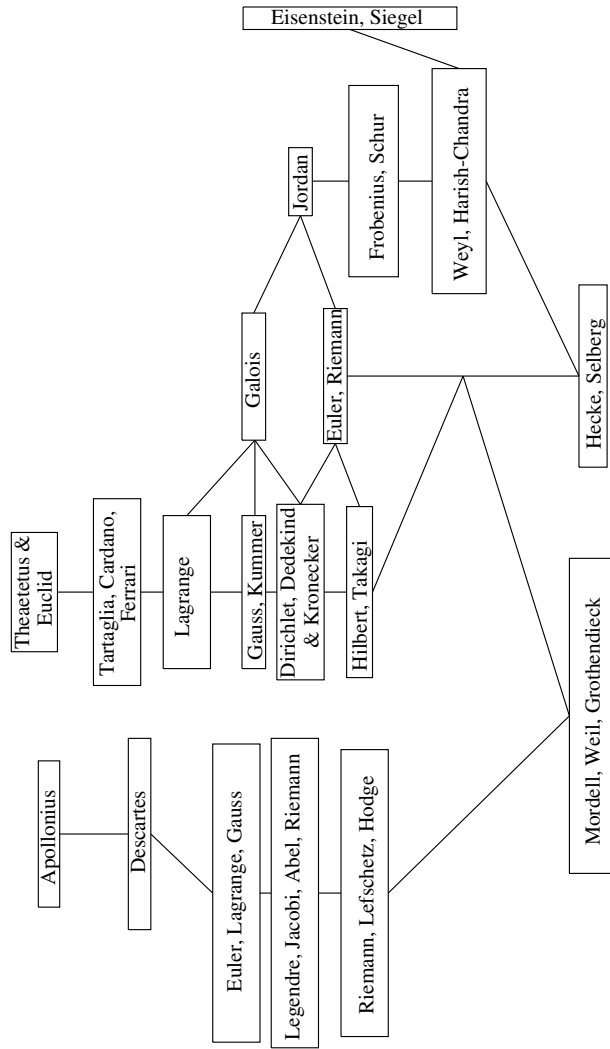 Apollonius
Descartes
Euler, Lagrange, Gauss
Legendre, Jacobi, Abel, Riemann
Riemann, Lefschetz, Hodge
Mordell, Weil, Grothendieck
Theaetetus &
Euclid
Tartaglia, Cardano,
Ferrari
Lagrange
Gauss, Kummer
Dirichlet, Dedekind
& Kronecker
Hilbert, Takagi
Galois
Euler, Riemann
Hecke, Selberg
Jordan
Frobenius, Schur
Weyl, Harish-Chandra
Eisenstein, Siegel